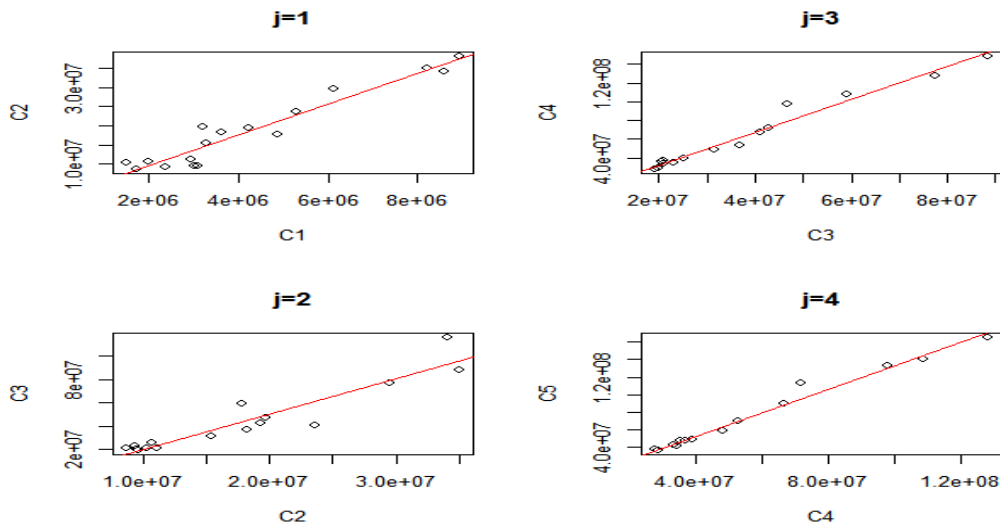 j=1
C2
3.0e+07
1.0e+07
2e+06 4e+06 6e+06 8e+06
C1
j=3
C4
1.2e+08
4.0e+07
2e+07 4e+07 6e+07 8e+07
C3
j=2
C3
8e+07
2e+07
1.0e+07 2.0e+07 3.0e+07
C2
j=4
C5
1.2e+08
4.0e+07
4.0e+07 8.0e+07 1.2e+08
C4